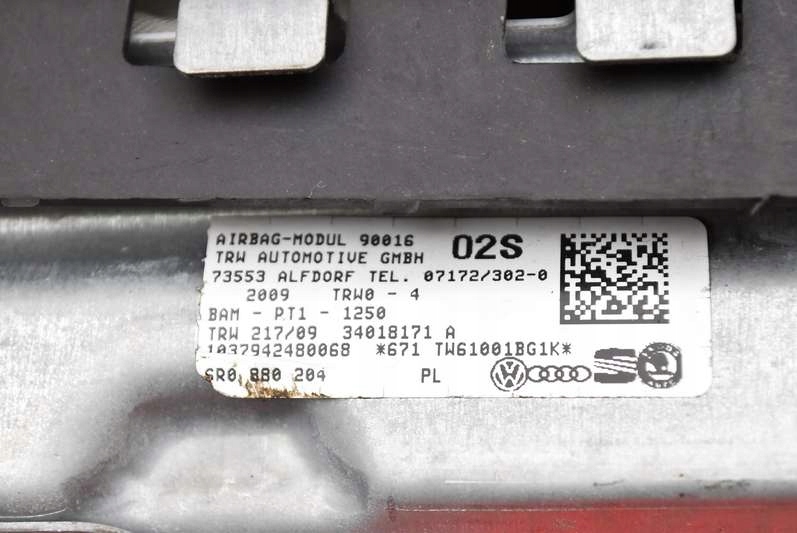 AIRBAG-MODUL 90016 02S
TRW AUTOMOTIVE GMBH
73553 ALFDORF TEL. 07172/302-0
2009 TRW0 - 4
BAM - PT1 - 1250
TRW 217/09 34018171 A
1037942480068 *671 TW61001BG1K*
6R0 880 204 PL